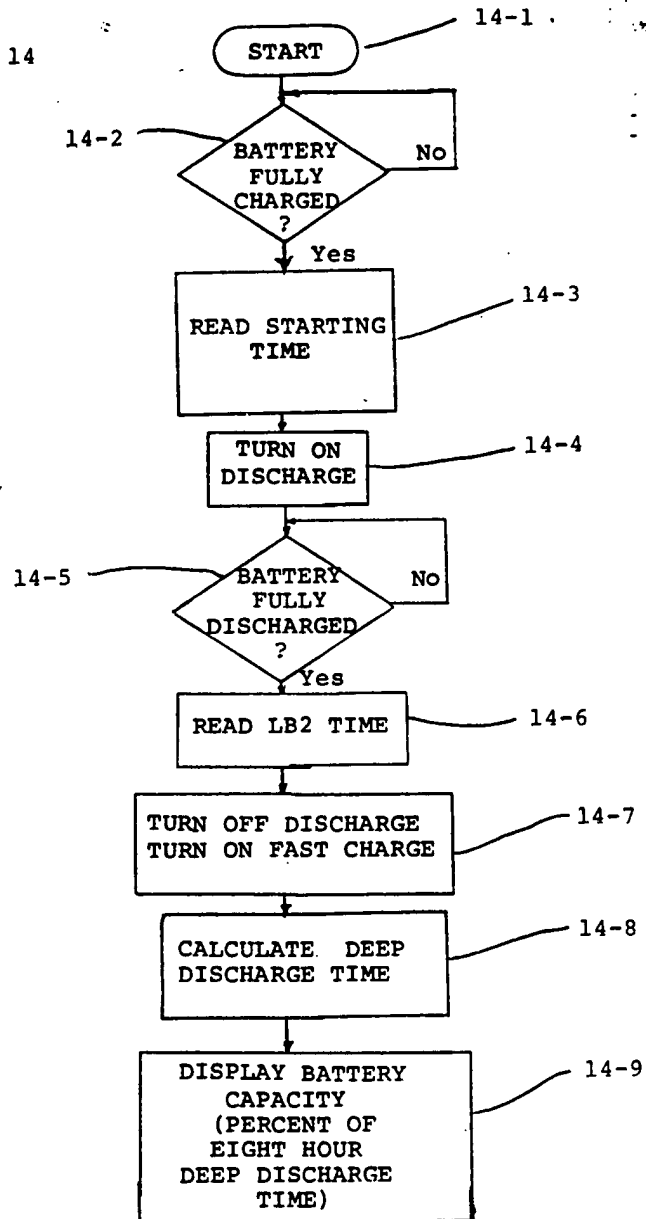 14-1
14
START
14-2
BATTERY
FULLY
CHARGED
?
No
Yes
14-3
READ STARTING
TIME
TURN ON
DISCHARGE
14-4
14-5
BATTERY
FULLY
DISCHARGED
?
No
Yes
READ LB2 TIME
14-6
TURN OFF DISCHARGE
TURN ON FAST CHARGE
14-7
CALCULATE DEEP
DISCHARGE TIME
14-8
DISPLAY BATTERY
CAPACITY
(PERCENT OF
EIGHT HOUR
DEEP DISCHARGE
TIME)
14-9